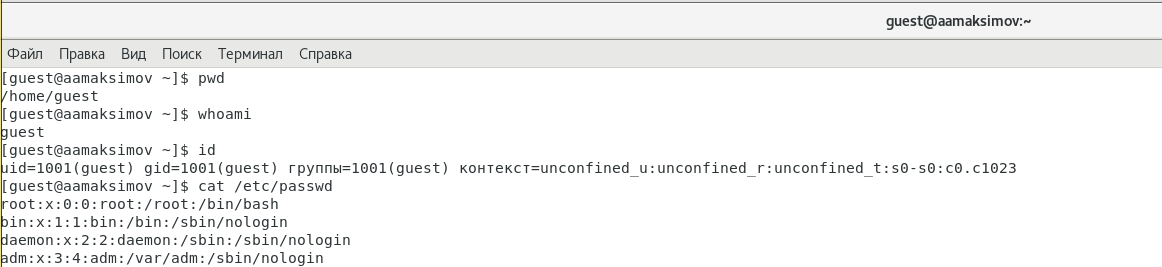 guest@aamaksimov:~
Файл Правка Вид Поиск Терминал Справка
[guest@aamaksimov ~]$ pwd
/home/guest
[guest@aamaksimov ~]$ whoami
guest
[guest@aamaksimov ~]$ id
uid=1001(guest) gid=1001(guest) группы=1001(guest) контекст=unconfined_u:unconfined_r:unconfined_t:s0-s0:c0.c1023
[guest@aamaksimov ~]$ cat /etc/passwd
root:x:0:0:root:/root:/bin/bash
bin:x:1:1:bin:/bin:/sbin/nologin
daemon:x:2:2:daemon:/sbin:/sbin/nologin
adm:x:3:4:adm:/var/adm:/sbin/nologin